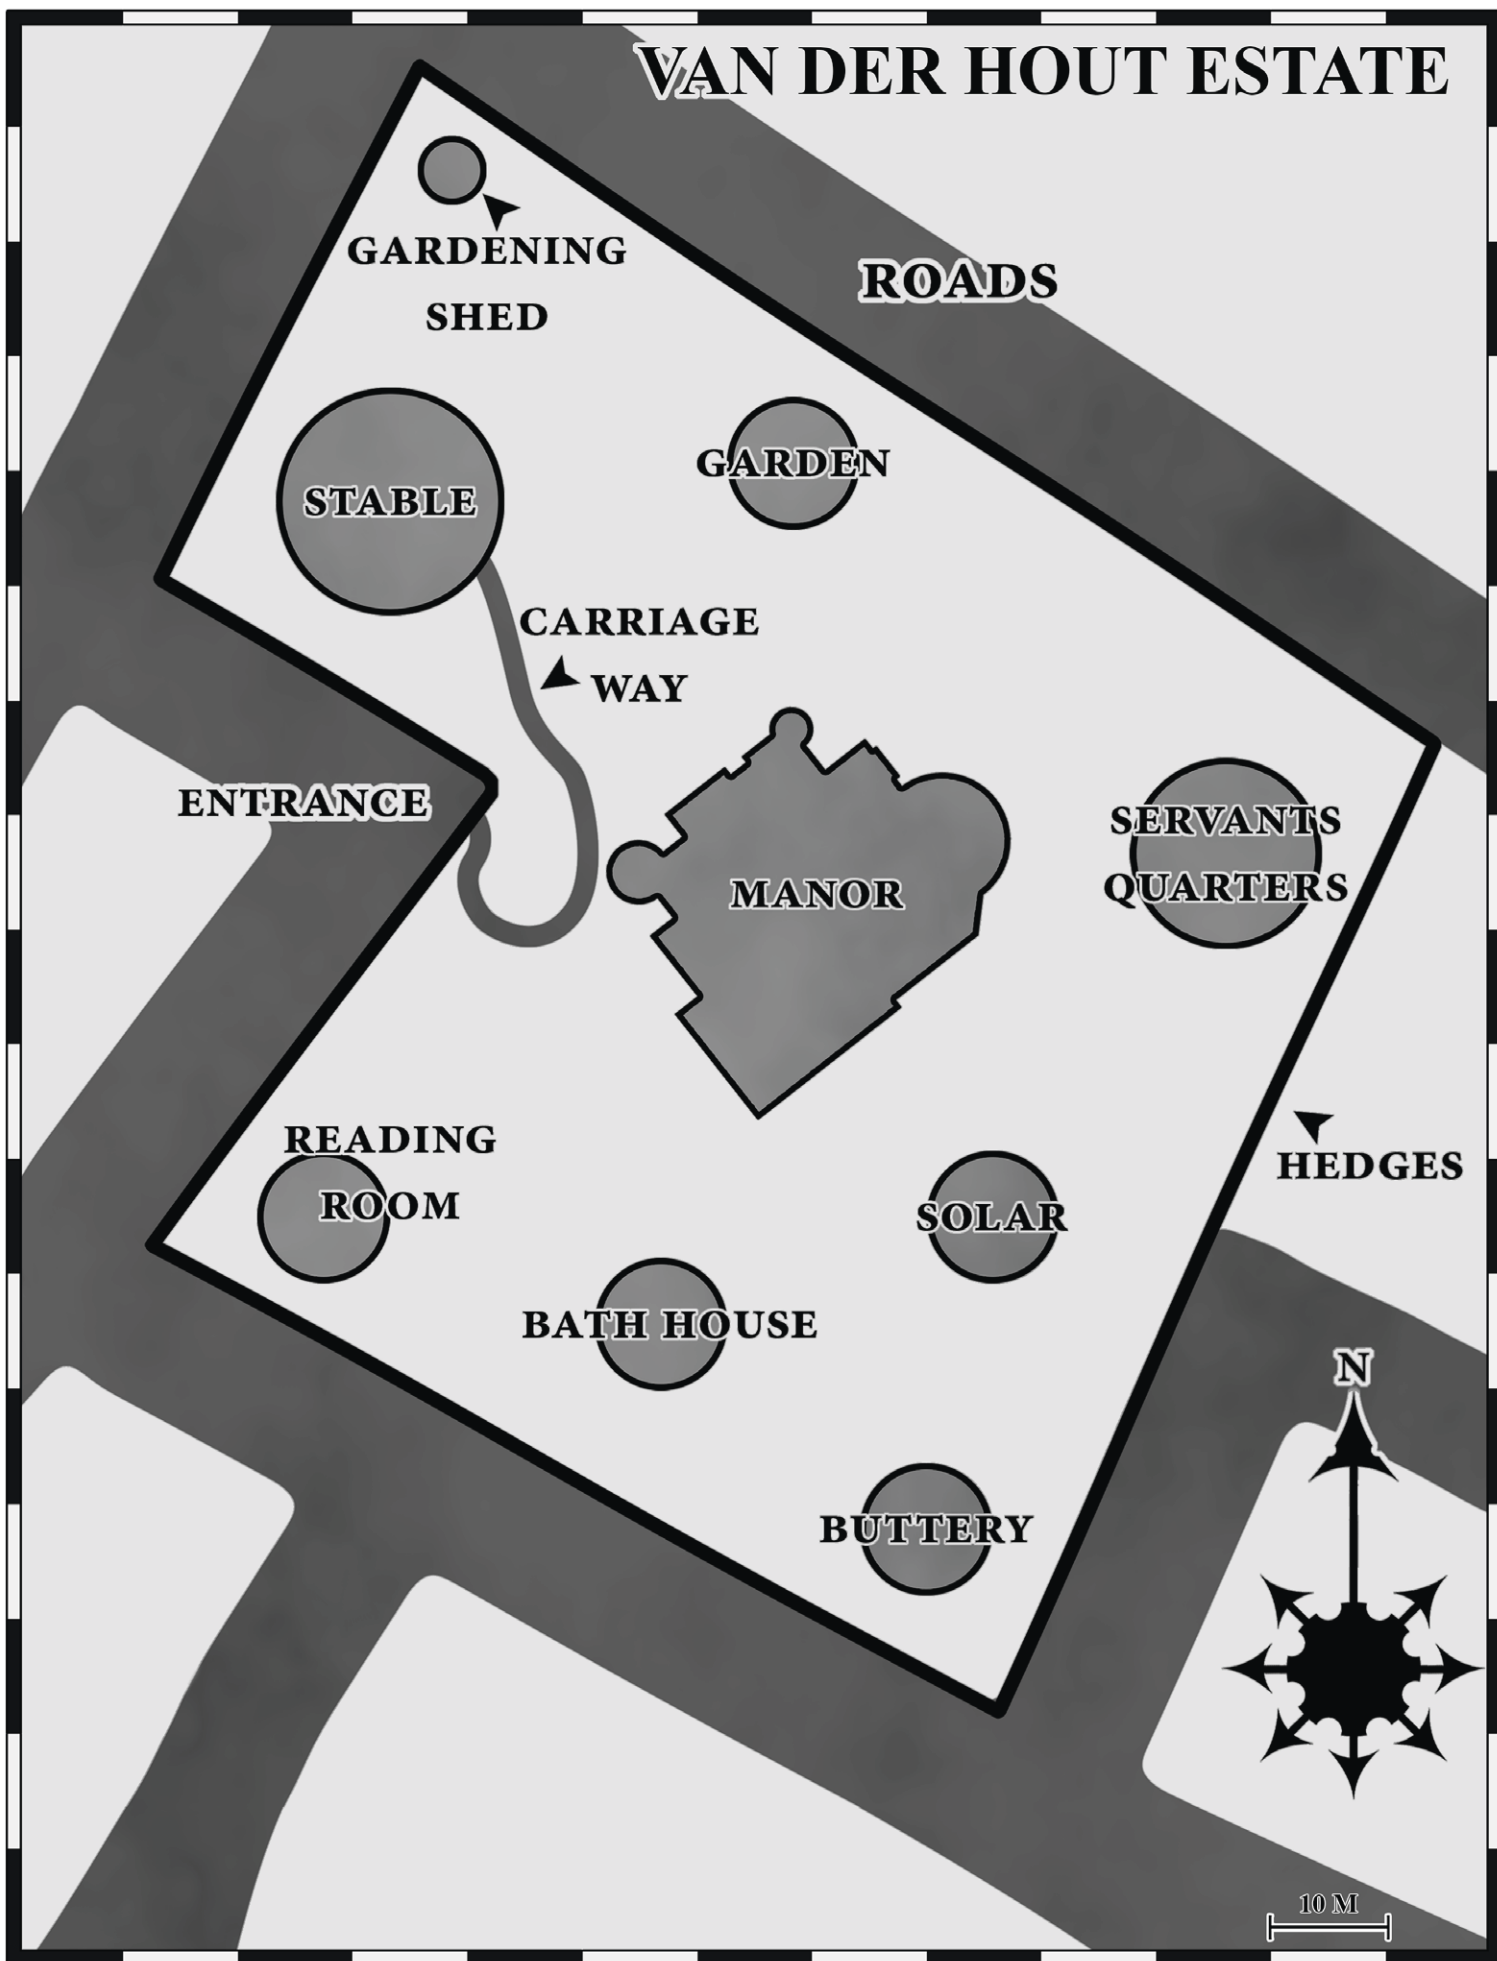 VAN DER HOUT ESTATE
GARDENING
SHED
ROADS
GARDEN
STABLE
CARRIAGE
WAY
ENTRANCE
MANOR
SERVANTS
QUARTERS
READING
ROOM
HEDGES
SOLAR
BATH HOUSE
N
BUTTERY
10 M